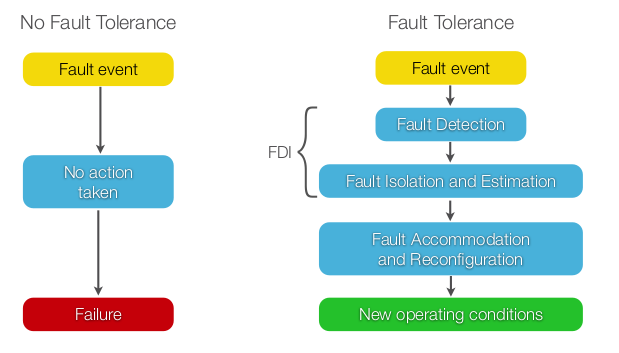 No Fault Tolerance
Fault event
No action
taken
Failure
Fault Tolerance
Fault event
Fault Detection
FDI
Fault Isolation and Estimation
Fault Accommodation
and Reconfiguration
New operating conditions